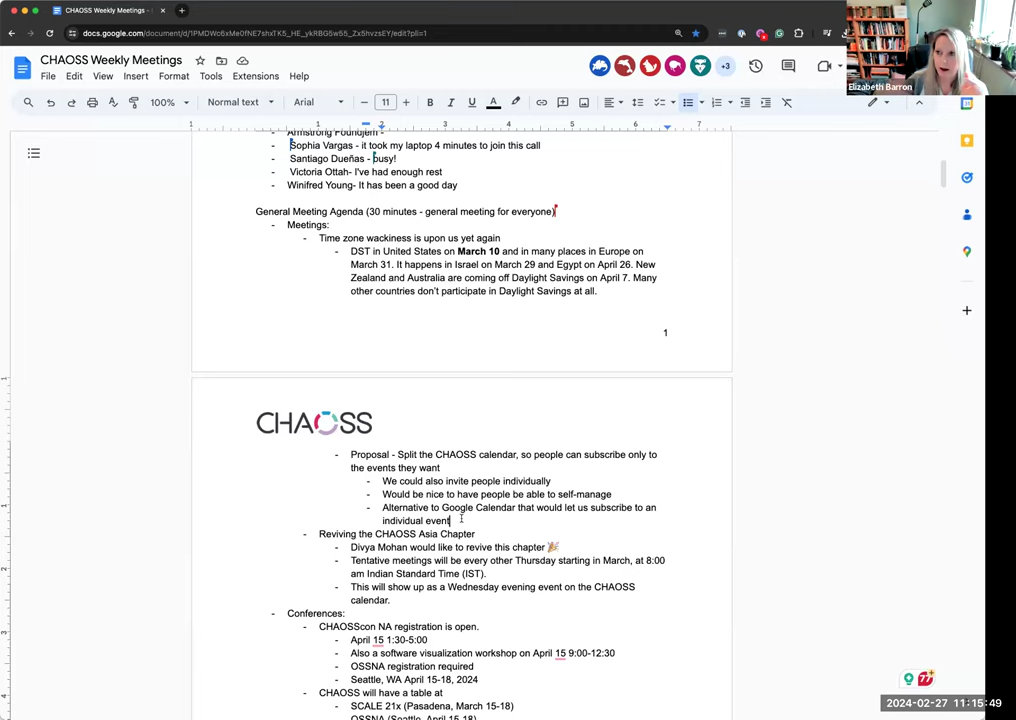 CHAOSS Weekly Meetings -
docs.google.com/document/d/1PMDWc6xMe0fNE7shxTK5_HE_ykRBG5w55_Zx5hvzsEY/edit?pli=1
CHAOSS Weekly Meetings
File Edit View Insert Format Tools Extensions Help
+3
Elizabeth Barron
100% Normal text Arial 11
1 1 2 3 4 5 6 7
- Armstrong Foundjem -
- Sophia Vargas - it took my laptop 4 minutes to join this call
- Santiago Dueñas - busy!
- Victoria Ottah- I've had enough rest
- Winifred Young- It has been a good day
General Meeting Agenda (30 minutes - general meeting for everyone)
- Meetings:
- Time zone wackiness is upon us yet again
- DST in United States on March 10 and in many places in Europe on
March 31. It happens in Israel on March 29 and Egypt on April 26. New
Zealand and Australia are coming off Daylight Savings on April 7. Many
other countries don't participate in Daylight Savings at all.
1
CHAOSS
- Proposal - Split the CHAOSS calendar, so people can subscribe only to
the events they want
- We could also invite people individually
- Would be nice to have people be able to self-manage
- Alternative to Google Calendar that would let us subscribe to an
individual event
- Reviving the CHAOSS Asia Chapter
- Divya Mohan would like to revive this chapter 🎉
- Tentative meetings will be every other Thursday starting in March, at 8:00
am Indian Standard Time (IST).
- This will show up as a Wednesday evening event on the CHAOSS
calendar.
- Conferences:
- CHAOSScon NA registration is open.
- April 15 1:30-5:00
- Also a software visualization workshop on April 15 9:00-12:30
- OSSNA registration required
- Seattle, WA April 15-18, 2024
- CHAOSS will have a table at
- SCALE 21x (Pasadena, March 15-18)
- OSSNA (Seattle, April 15-18)
2024-02-27 11:15:49